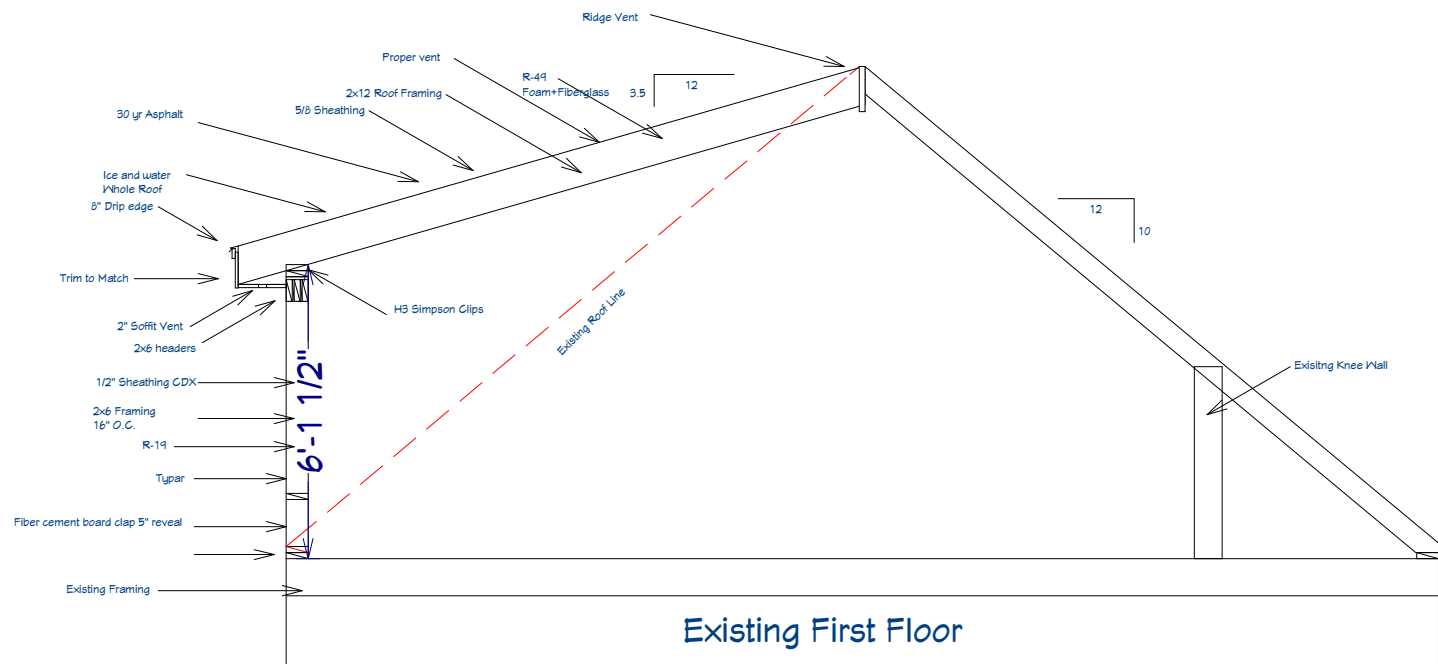 Ridge Vent
Proper vent
R-49
Foam+Fiberglass
3.5
12
2x12 Roof Framing
5/8 Sheathing
30 yr Asphalt
Ice and water
Whole Roof
8" Drip edge
12
10
Trim to Match
H3 Simpson Clips
Existing Roof Line
2" Soffit Vent
2x6 headers
Exisitng Knee Wall
1/2" Sheathing CDX
6'-1 1/2"
2x6 Framing
16" O.C.
R-19
Typar
Fiber cement board clap 5" reveal
Existing Framing
Existing First Floor